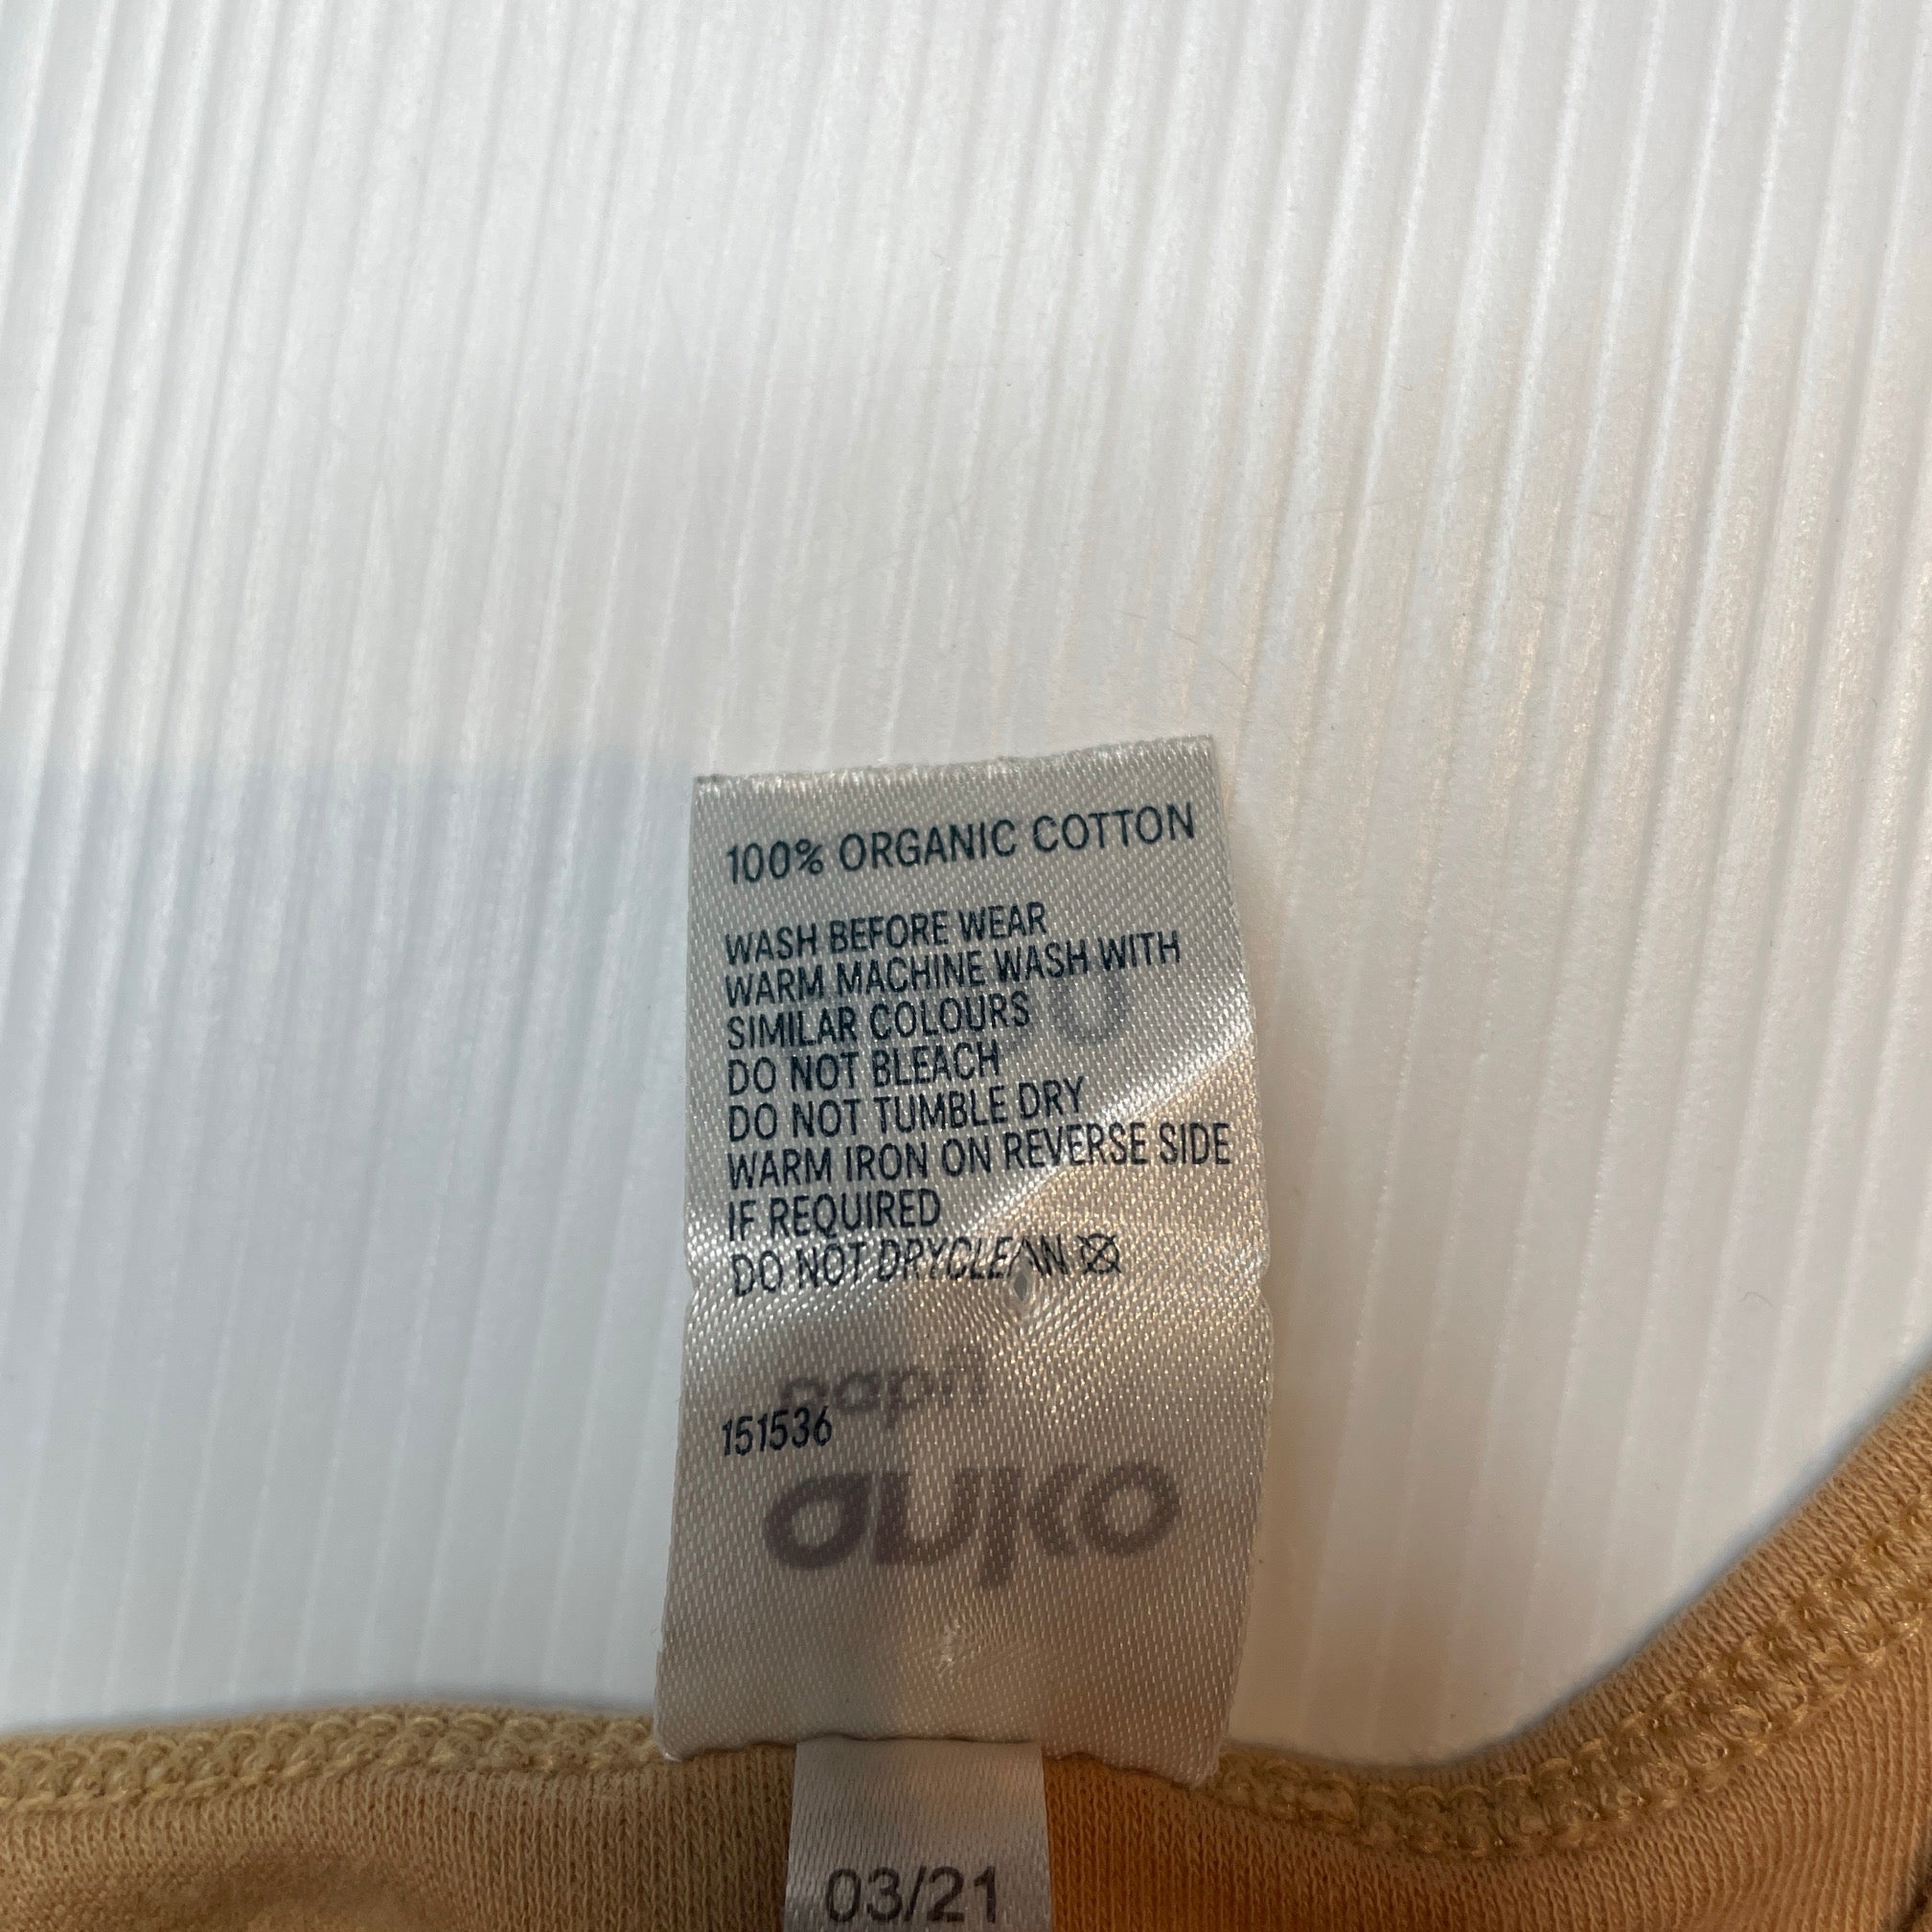 100% ORGANIC COTTON
WASH BEFORE WEAR
WARM MACHINE WASH WITH
SIMILAR COLOURS
DO NOT BLEACH
DO NOT TUMBLE DRY
WARM IRON ON REVERSE SIDE
IF REQUIRED
DO NOT DRYCLEAN
151536
03/21